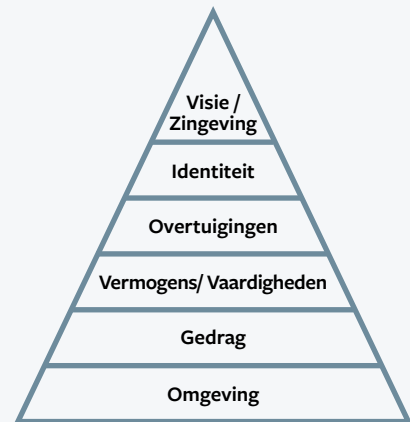 Visie /
Zingeving
Identiteit
Overtuigingen
Vermogens/ Vaardigheden
Gedrag
Omgeving